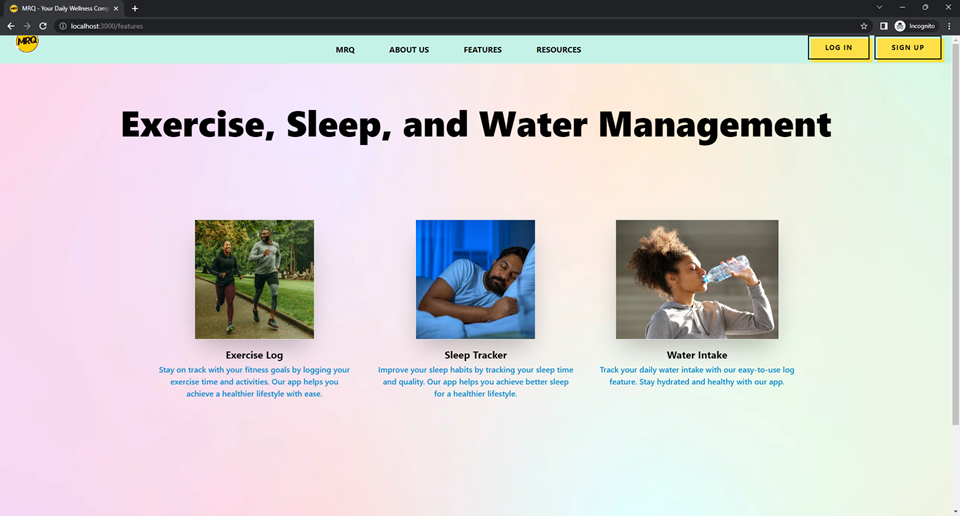 MRQ - Your Daily Wellness Comp
localhost:3000/features
Incognito
MRQ
MRQ
ABOUT US
FEATURES
RESOURCES
LOG IN
SIGN UP
Exercise, Sleep, and Water Management
Exercise Log
Stay on track with your fitness goals by logging your
exercise time and activities. Our app helps you
achieve a healthier lifestyle with ease.
Sleep Tracker
Improve your sleep habits by tracking your sleep time
and quality. Our app helps you achieve better sleep
for a healthier lifestyle.
Water Intake
Track your daily water intake with our easy-to-use log
feature. Stay hydrated and healthy with our app.